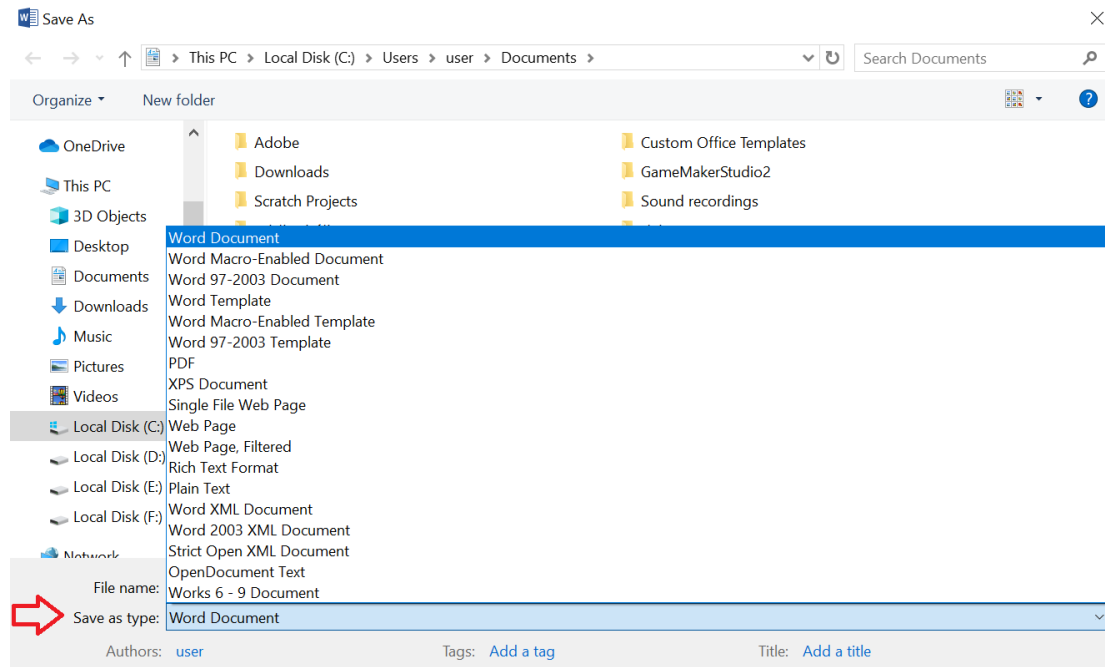 Save As
This PC > Local Disk (C:) > Users > user > Documents >
Search Documents
Organize
New folder
?
OneDrive
This PC
3D Objects
Desktop
Documents
Downloads
Music
Pictures
Videos
Local Disk (C:)
Local Disk (D:)
Local Disk (E:)
Local Disk (F:)
Network
Adobe
Custom Office Templates
Downloads
GameMakerStudio2
Scratch Projects
Sound recordings
Word Document
Word Macro-Enabled Document
Word 97-2003 Document
Word Template
Word Macro-Enabled Template
Word 97-2003 Template
PDF
XPS Document
Single File Web Page
Web Page
Web Page, Filtered
Rich Text Format
Plain Text
Word XML Document
Word 2003 XML Document
Strict Open XML Document
OpenDocument Text
Works 6 - 9 Document
File name:
Save as type: Word Document
Authors: user
Tags: Add a tag
Title: Add a title